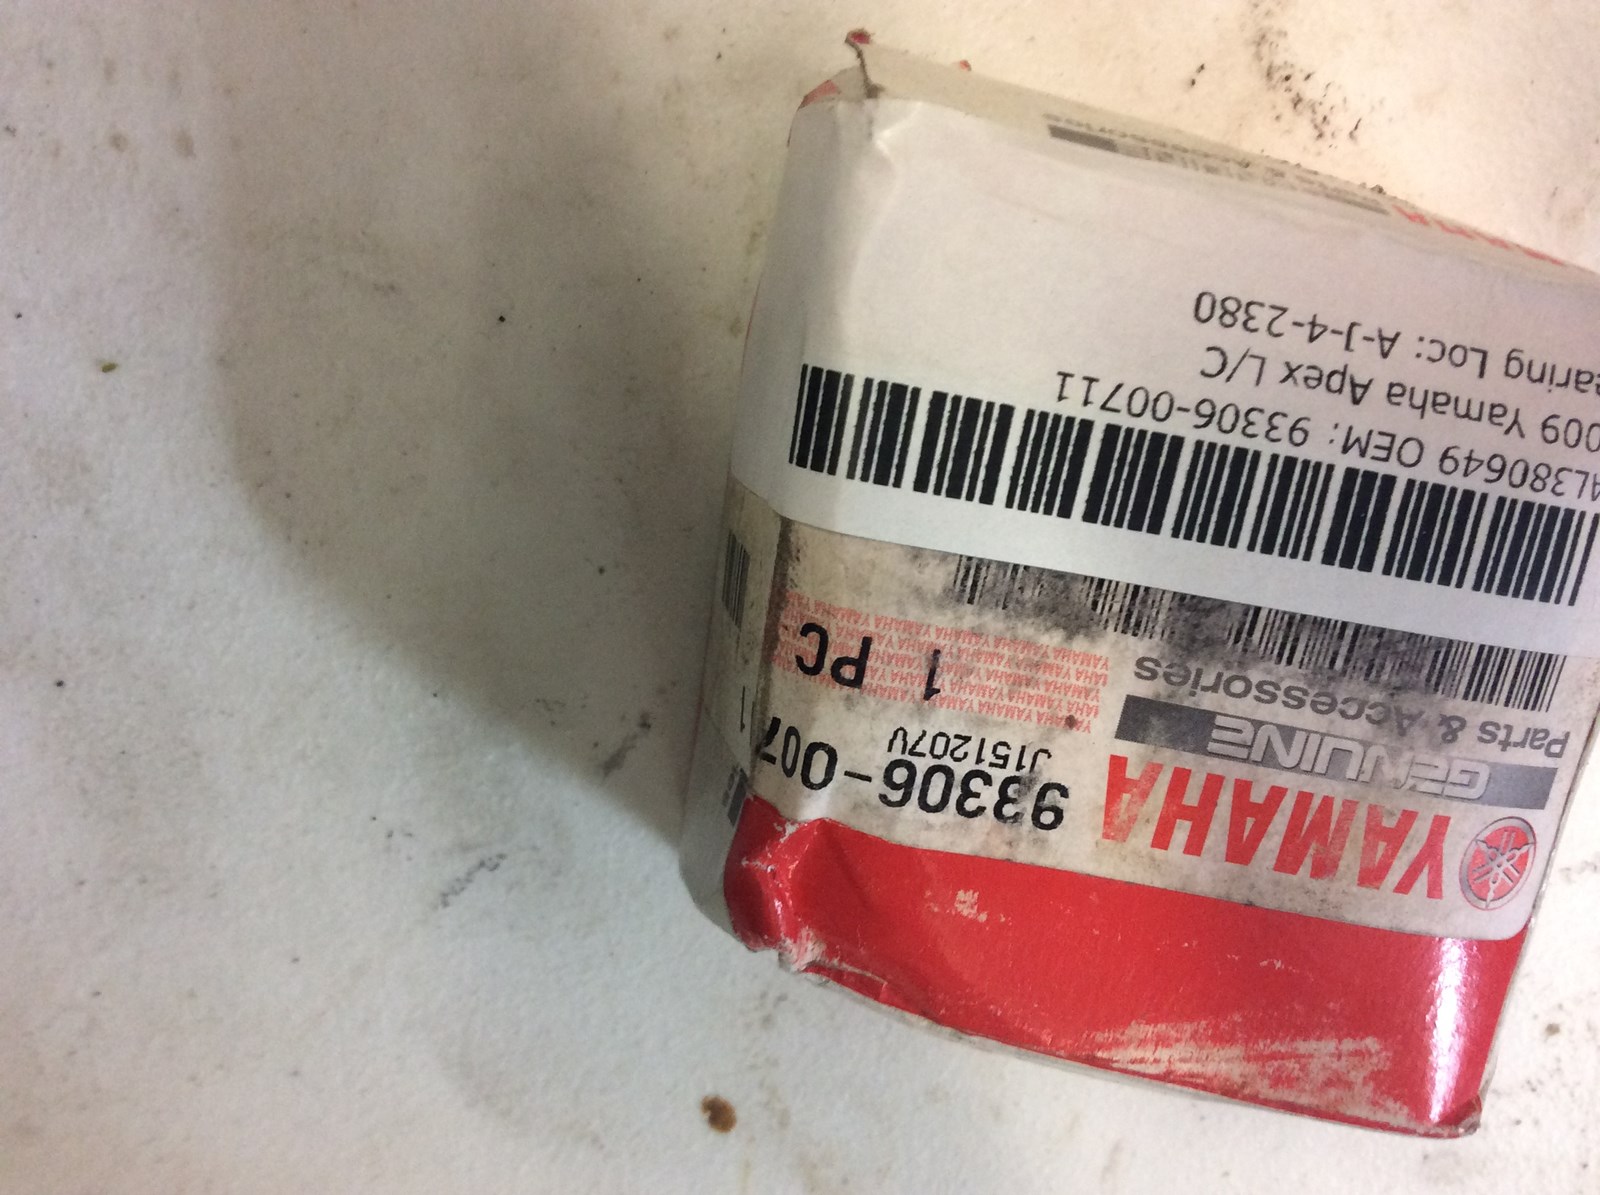 YAMAHA
GENUINE
Parts & Accessories
93306-007
J151207V
1 PC
AL380649 OEM: 93306-00711
009 Yamaha Apex L/C
earing Loc: A-J-4-2380